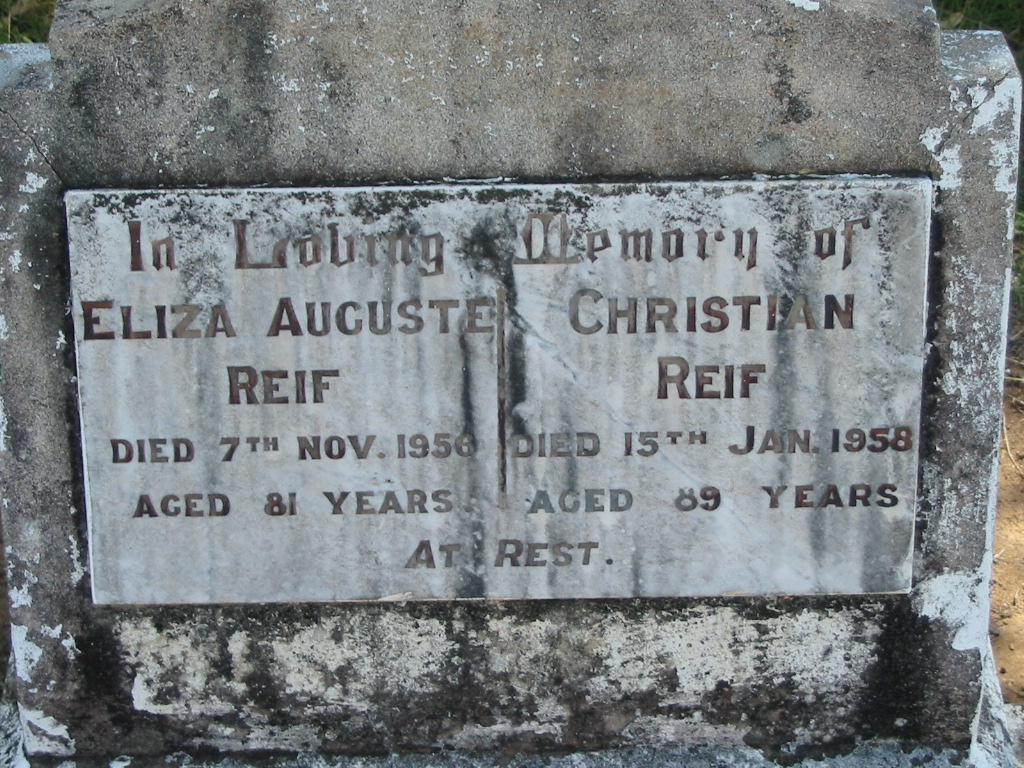 In Loving Memory of
ELIZA AUGUSTE CHRISTIAN
REIF REIF
DIED 7TH NOV. 1956 DIED 15TH JAN. 1958
AGED 81 YEARS. AGED 89 YEARS
AT REST.